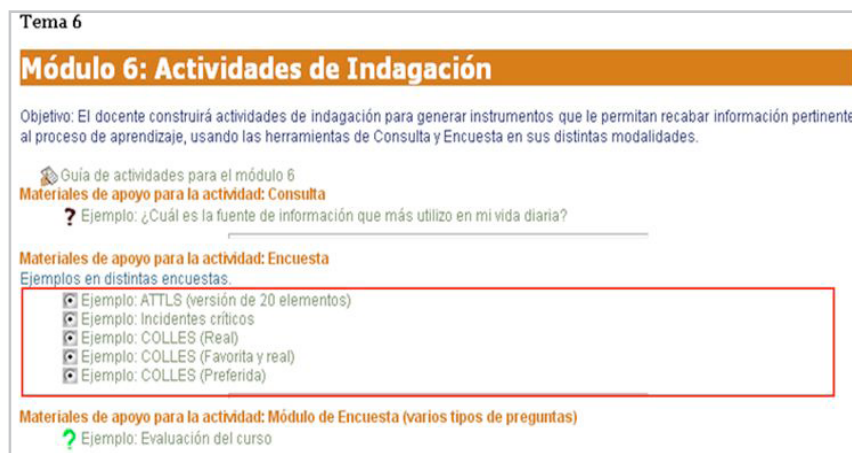 Tema 6
Módulo 6: Actividades de Indagación
Objetivo: El docente construirá actividades de indagación para generar instrumentos que le permitan recabar información pertinente
al proceso de aprendizaje, usando las herramientas de Consulta y Encuesta en sus distintas modalidades.
Guía de actividades para el módulo 6
Materiales de apoyo para la actividad: Consulta
Ejemplo: ¿Cuál es la fuente de información que más utilizo en mi vida diaria?
Materiales de apoyo para la actividad: Encuesta
Ejemplos en distintas encuestas.
Ejemplo: ATTLS (versión de 20 elementos)
Ejemplo: Incidentes críticos
Ejemplo: COLLES (Real)
Ejemplo: COLLES (Favorita y real)
Ejemplo: COLLES (Preferida)
Materiales de apoyo para la actividad: Módulo de Encuesta (varios tipos de preguntas)
Ejemplo: Evaluación del curso